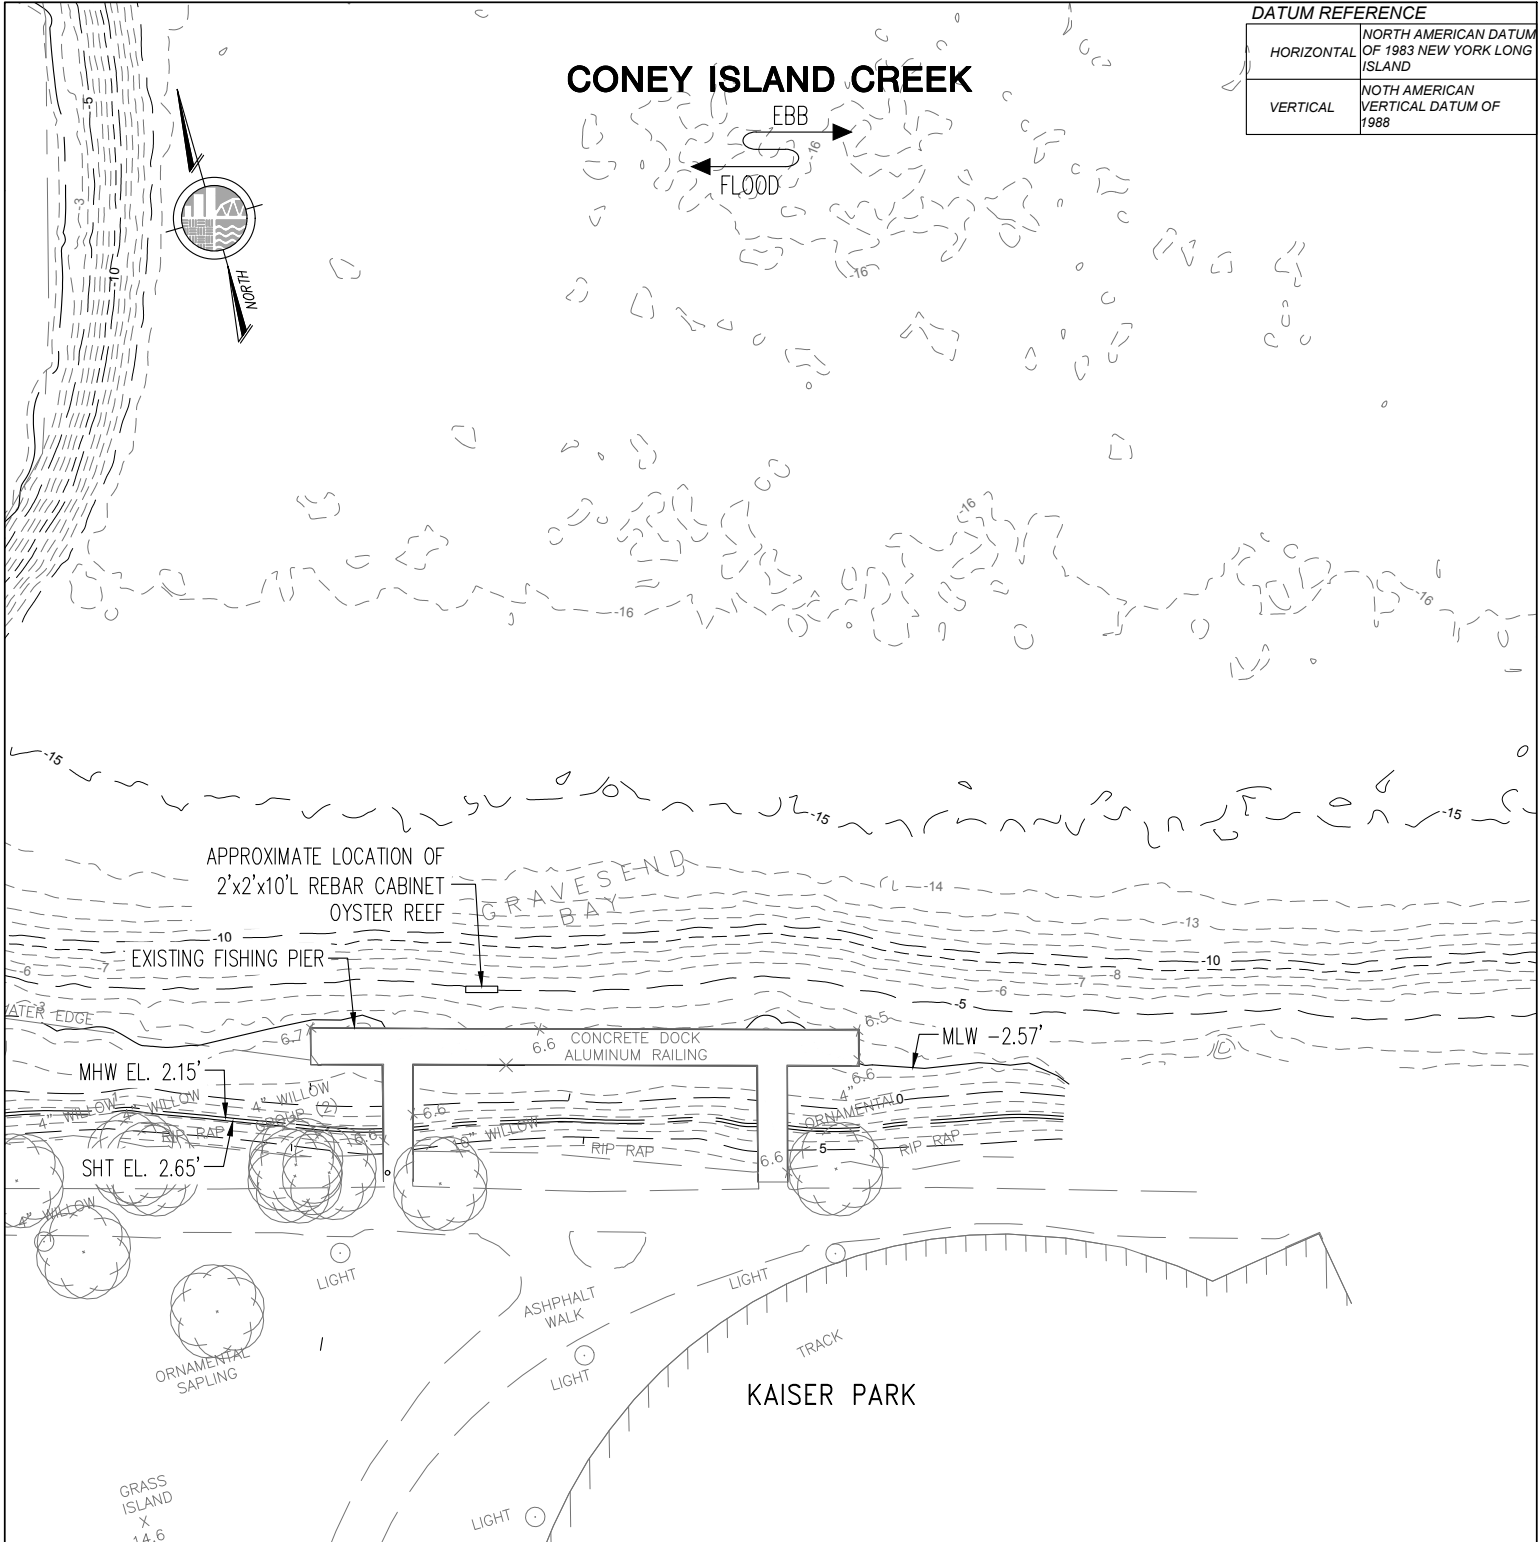 DATUM REFERENCE
HORIZONTAL
NORTH AMERICAN DATUM
OF 1983 NEW YORK LONG
ISLAND
VERTICAL
NOTH AMERICAN
VERTICAL DATUM OF
1988
CONEY ISLAND CREEK
EBB
FLOOD
-16
-5
-3
-10
NORTH
-16
-16
-16
-16
-15
-15
-15
APPROXIMATE LOCATION OF
2'x2'x10'L REBAR CABINET
OYSTER REEF
GRAVESEND
BAY
-14
-13
-10
-10
EXISTING FISHING PIER
-6
-7
-8
-7
-6
-5
-3
WATER EDGE
6.7
6.6
CONCRETE DOCK
ALUMINUM RAILING
6.5
MLW -2.57'
MHW EL. 2.15'
6.6
4"
ORNAMENTAL
0
4" WILLOW
4" WILLOW
4" WILLOW
GROUP (2)
6.6
RIP RAP
6.6
10" WILLOW
RIP RAP
6.6
5
RIP RAP
SHT EL. 2.65'
4" WILLOW
LIGHT
LIGHT
ASHPHALT
WALK
TRACK
ORNAMENTAL
SAPLING
LIGHT
KAISER PARK
GRASS
ISLAND
X
14.6
LIGHT